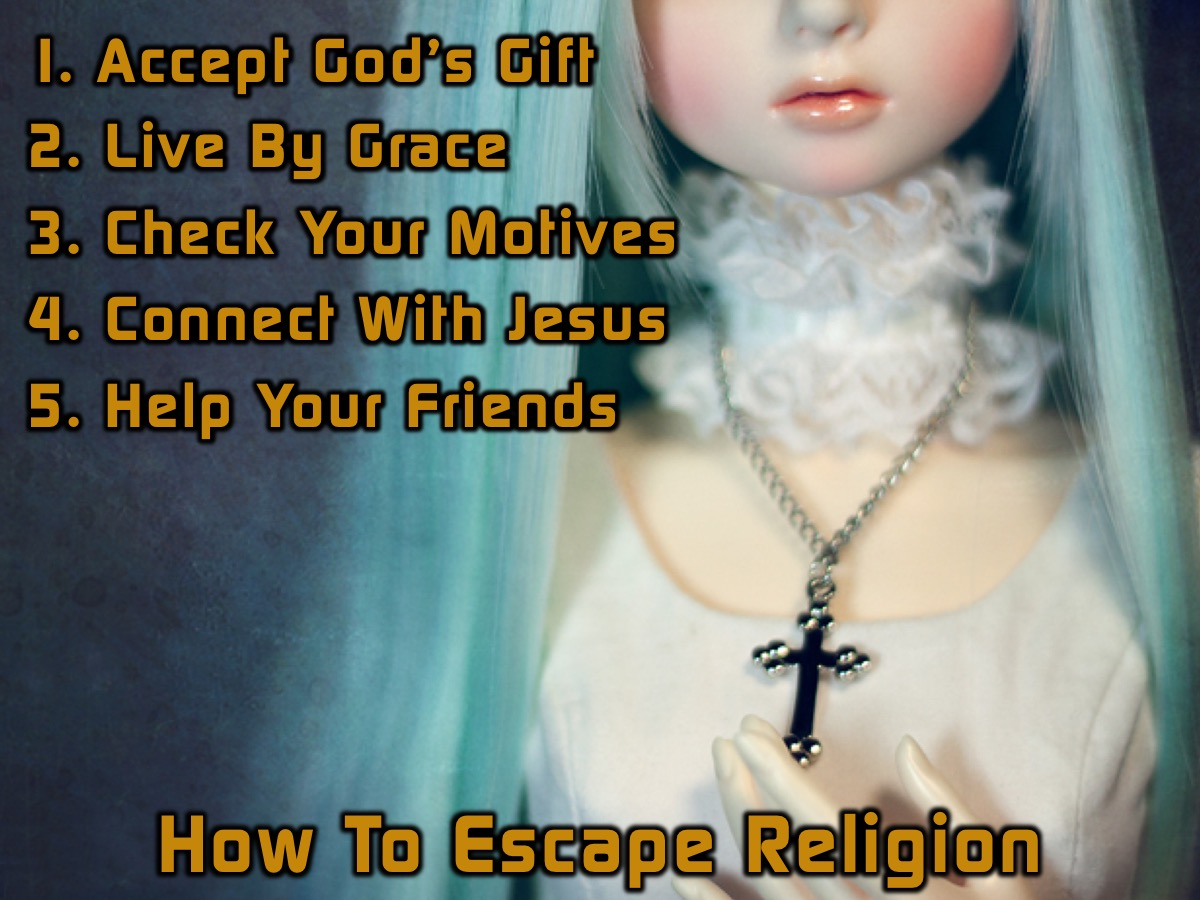 1. Accept God's Gift
2. Live By Grace
3. Check Your Motives
4. Connect With Jesus
5. Help Your Friends
How To Escape Religion